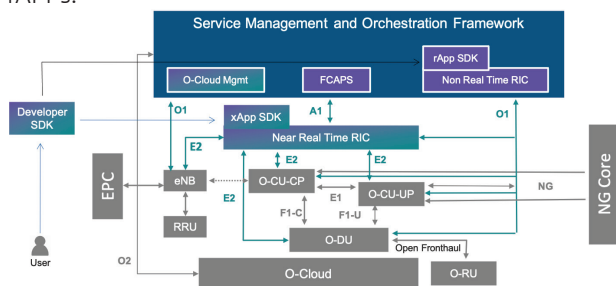 Service Management and Orchestration Framework
rApp SDK
O-Cloud Mgmt
FCAPS
Non Real Time RIC
Developer
SDK
O1
A1
O1
xApp SDK
Near Real Time RIC
E2
E2
E2
EPC
eNB
E2
O-CU-CP
E1
O-CU-UP
NG
NG Core
RRU
F1-C
F1-U
User
O-DU
Open Fronthaul
O2
O-Cloud
O-RU